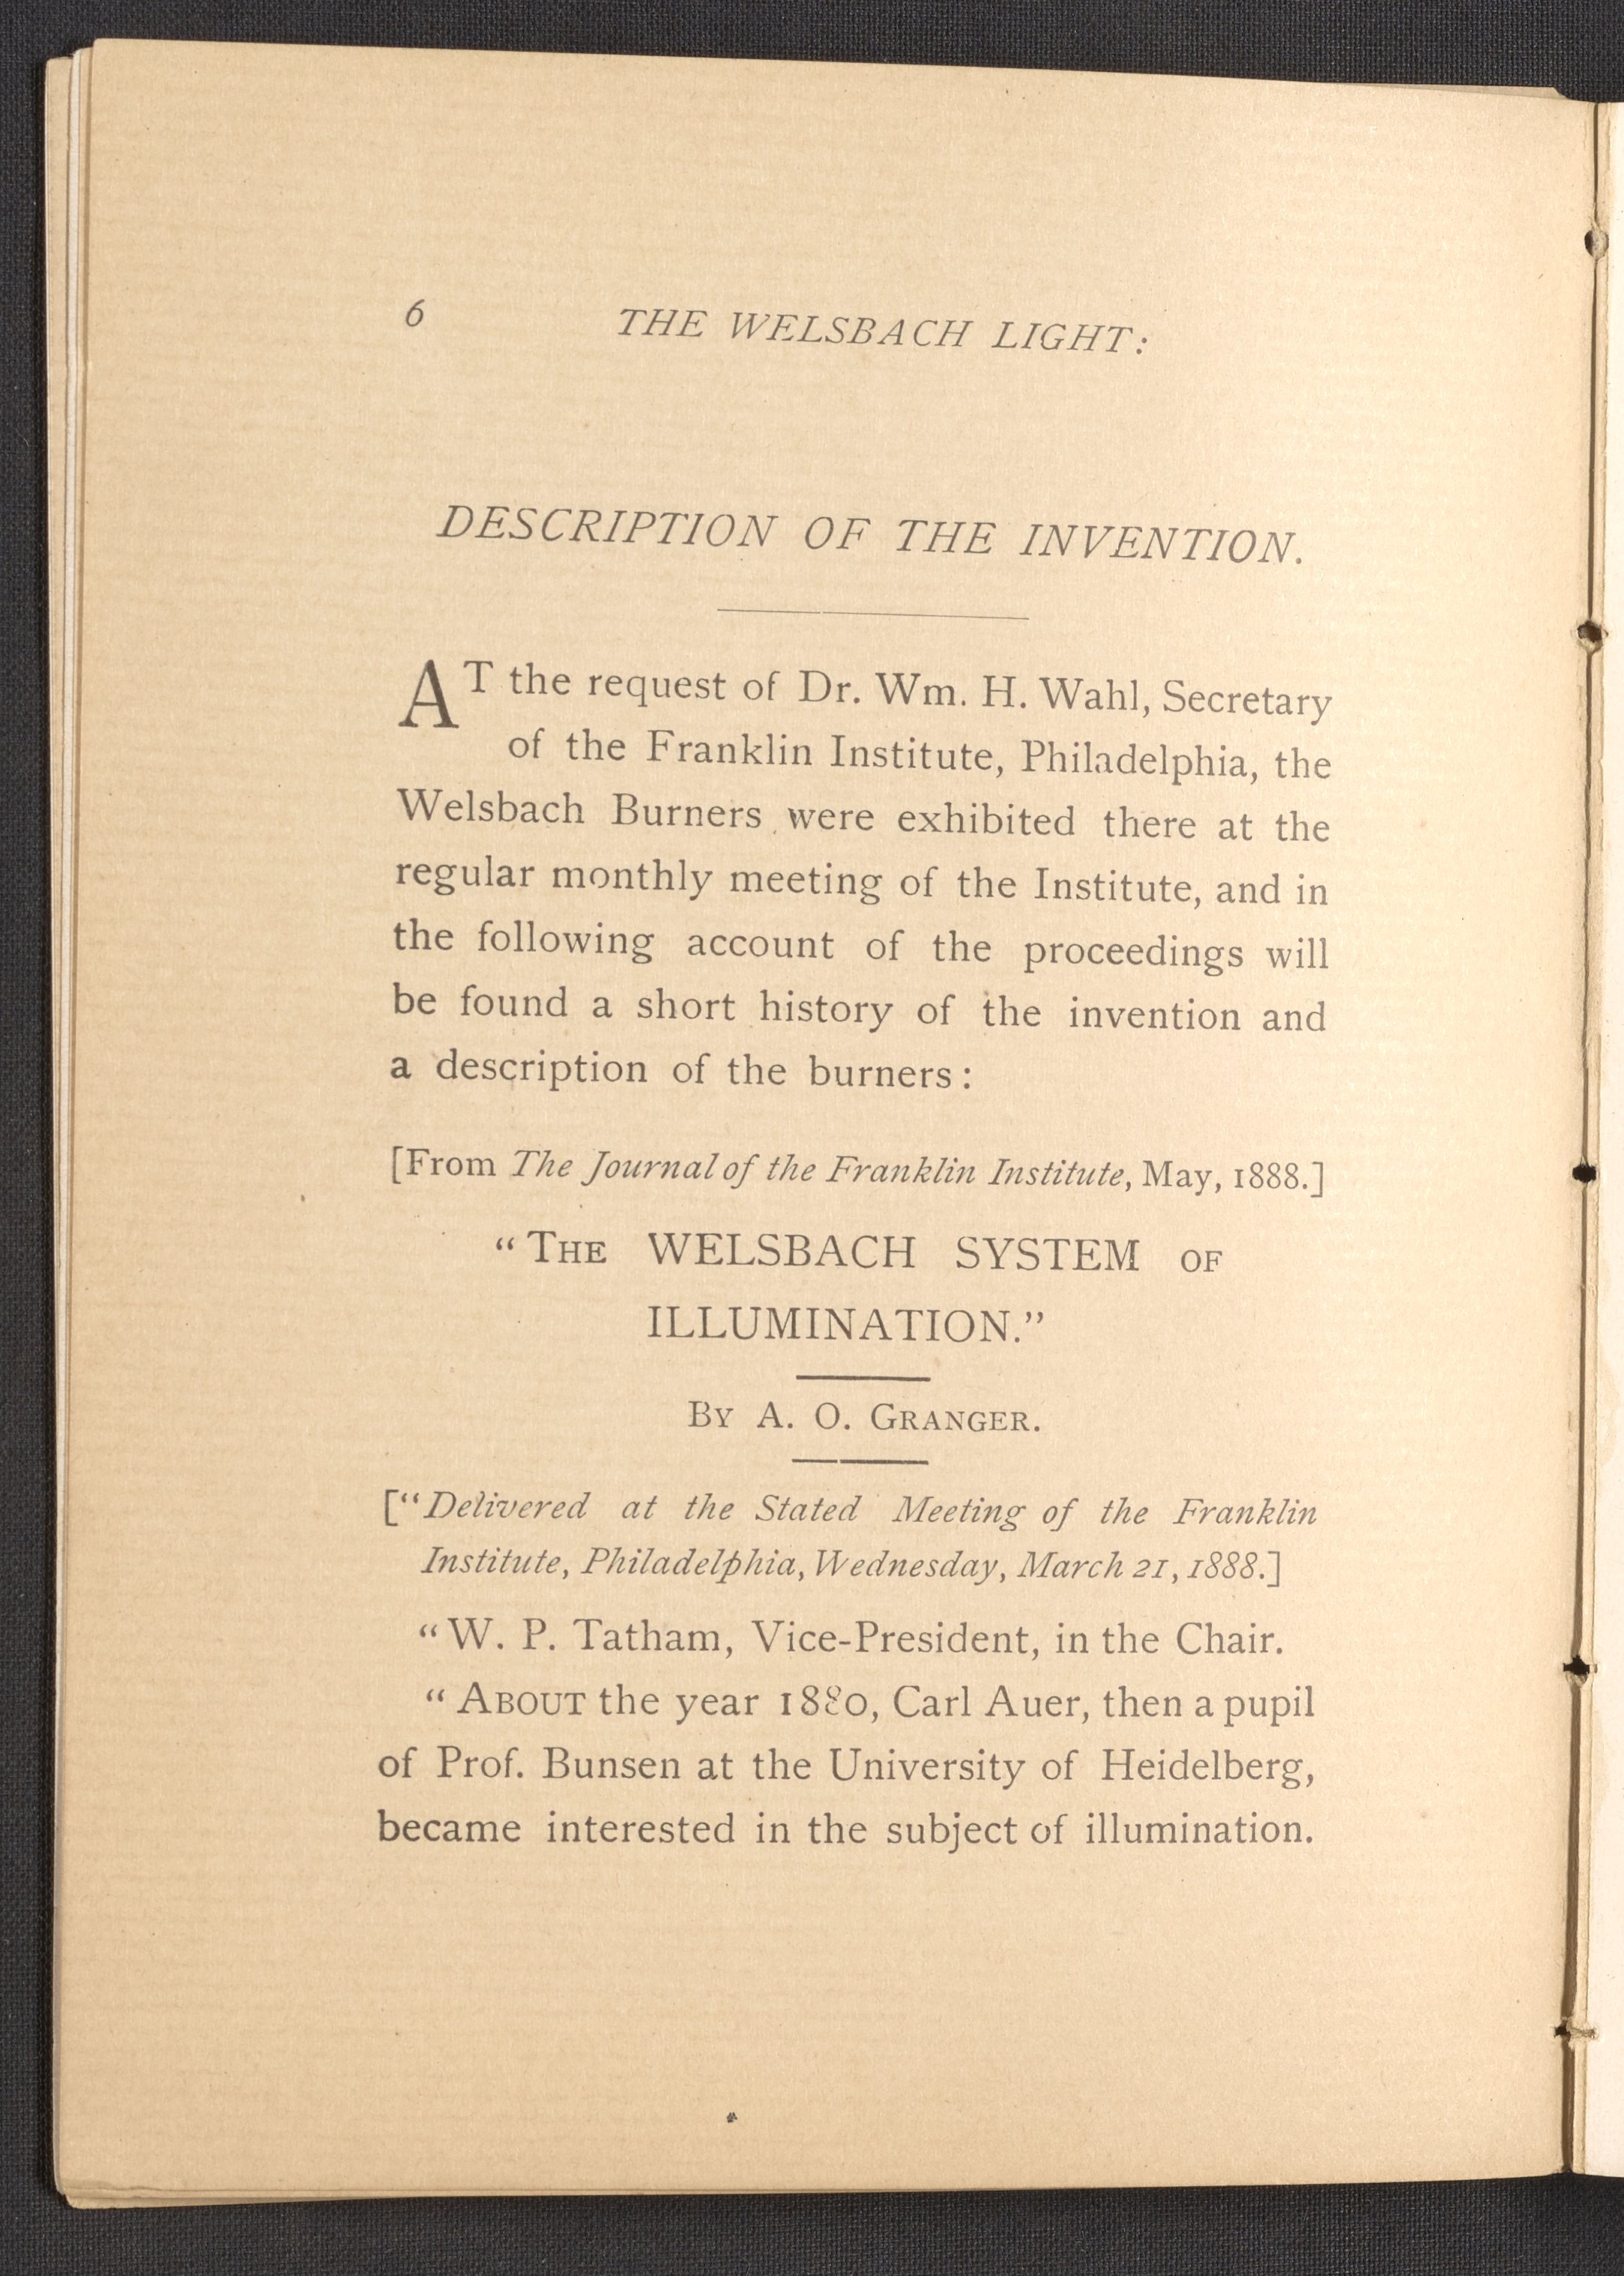 6 THE WELSBACH LIGHT:
DESCRIPTION OF THE INVENTION.
AT the request of Dr. Wm. H. Wahl, Secretary
of the Franklin Institute, Philadelphia, the
Welsbach Burners were exhibited there at the
regular monthly meeting of the Institute, and in
the following account of the proceedings will
be found a short history of the invention and
a description of the burners:
[From The Journal of the Franklin Institute, May, 1888.]
“THE WELSBACH SYSTEM OF
ILLUMINATION.”
BY A. O. GRANGER.
[“Delivered at the Stated Meeting of the Franklin
Institute, Philadelphia, Wednesday, March 21, 1888.]
“W. P. Tatham, Vice-President, in the Chair.
“ABOUT the year 1880, Carl Auer, then a pupil
of Prof. Bunsen at the University of Heidelberg,
became interested in the subject of illumination.